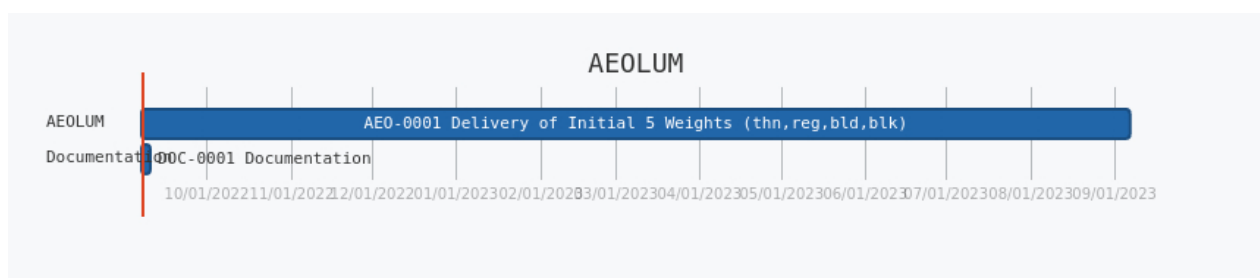 AEOLUM
AEOLUM AEO-0001 Delivery of Initial 5 Weights (thn,reg,bld,blk)
Documentation DOC-0001 Documentation
10/01/2022 11/01/2022 12/01/2022 01/01/2023 02/01/2023 03/01/2023 04/01/2023 05/01/2023 06/01/2023 07/01/2023 08/01/2023 09/01/2023